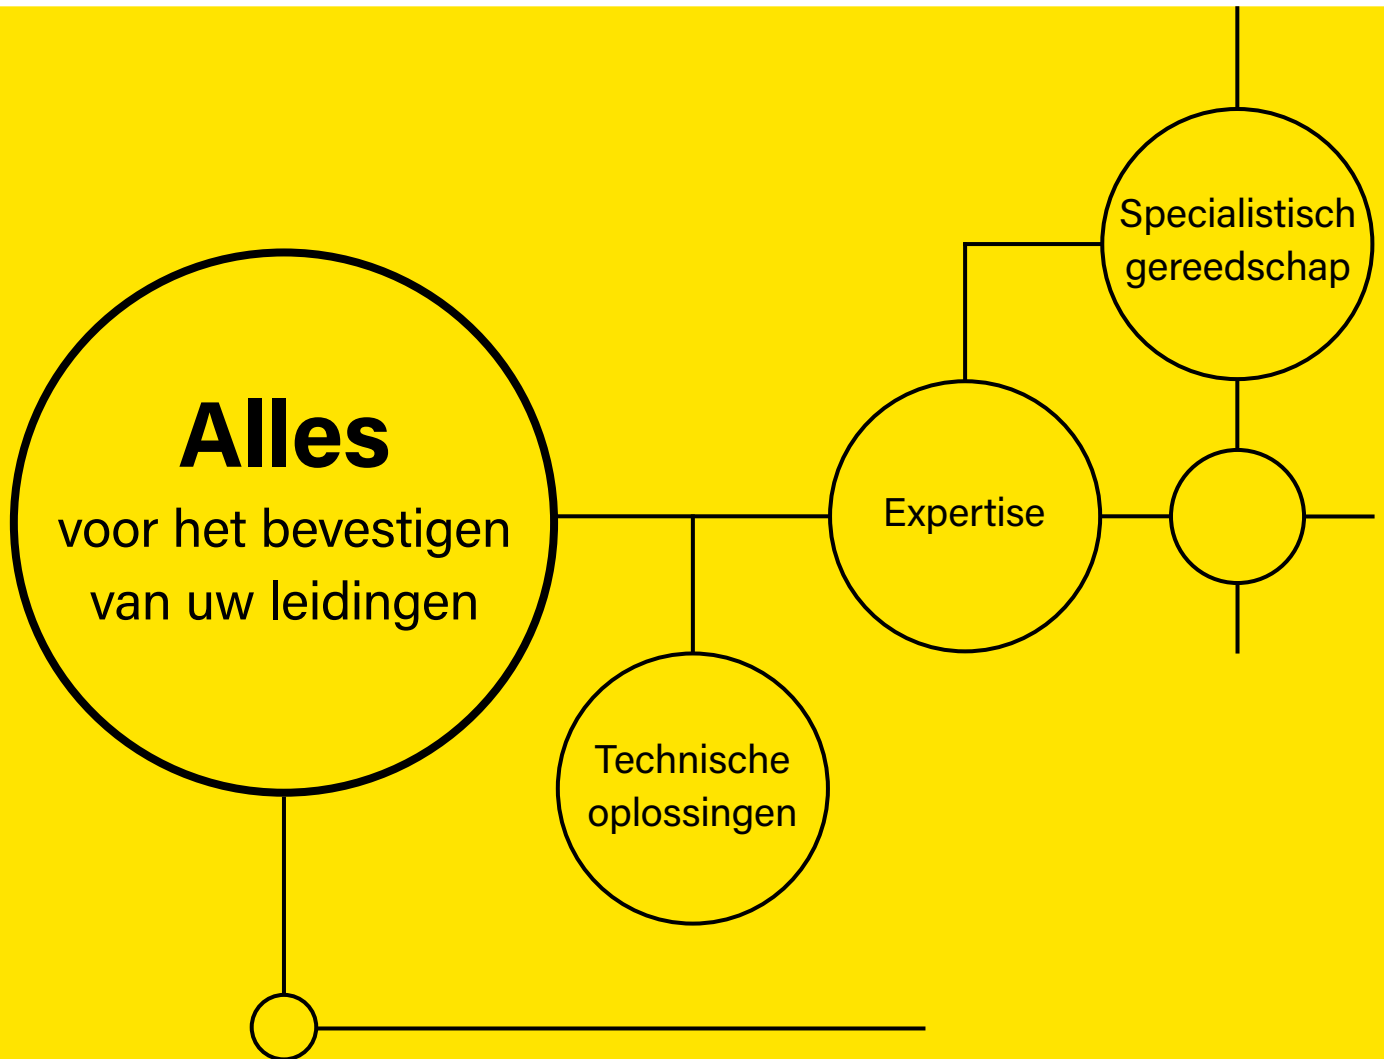 Alles
voor het bevestigen
van uw leidingen
Technische
oplossingen
Expertise
Specialistisch
gereedschap